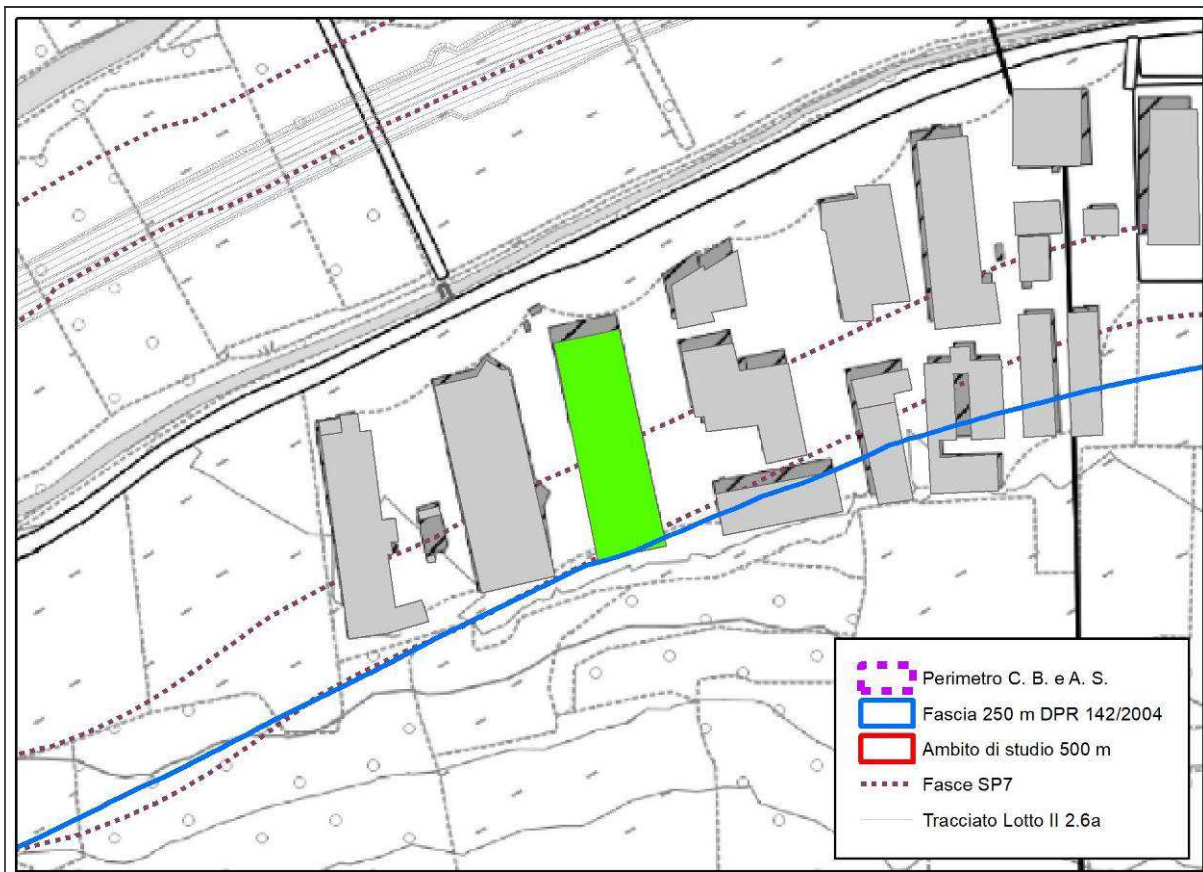 Perimetro C. B. e A. S.
Fascia 250 m DPR 142/2004
Ambito di studio 500 m
Fasce SP7
Tracciato Lotto II 2.6a